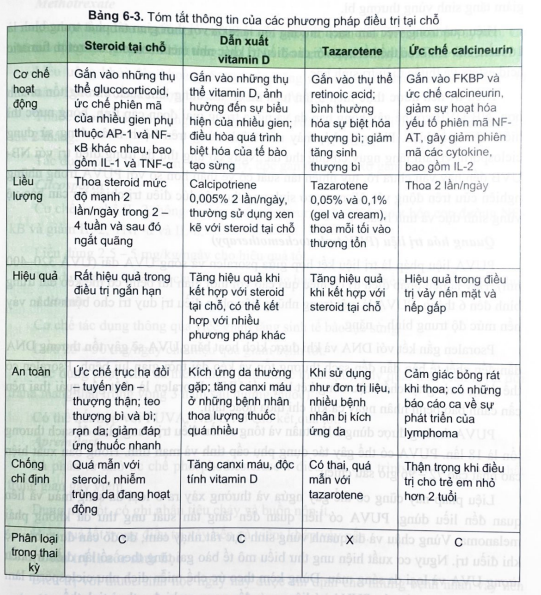 Bảng 6-3. Tóm tắt thông tin của các phương pháp điều trị tại chỗ
Steroid tại chỗ
Dẫn xuất
vitamin D
Tazarotene
Ức chế calcineurin
Cơ chế
hoạt
động
Gắn vào những thụ
thể glucocorticoid,
ức chế phiên mã
của nhiều gien phụ
thuộc AP-1 và NF-
κB khác nhau, bao
gồm IL-1 và TNF-α
Gắn vào những thụ
thể vitamin D, ảnh
hưởng đến sự biểu
hiện của nhiều gien;
điều hòa quá trình
biệt hóa của tế bào
tạo sừng
Gắn vào thụ thể
retinoic acid;
bình thường
hóa sự biệt hóa
thượng bì; giảm
tăng sinh
thượng bì
Gắn vào FKBP và
ức chế calcineurin,
giảm sự hoạt hóa
yếu tố phiên mã NF-
AT, gây giảm phiên
mã các cytokine,
bao gồm IL-2
Liều
lượng
Thoa steroid mức
độ mạnh 2
lần/ngày trong 2 –
4 tuần và sau đó
ngắt quãng
Calcipotriene
0,005% 2 lần/ngày,
thường sử dụng xen
kẽ với steroid tại chỗ
Tazarotene
0,05% và 0,1%
(gel và cream),
thoa mỗi tối vào
thương tổn
Thoa 2 lần/ngày
Hiệu quả
Rất hiệu quả trong
điều trị ngắn hạn
Tăng hiệu quả khi
kết hợp với steroid
tại chỗ, có thể kết
hợp với nhiều
phương pháp khác
Tăng hiệu quả
khi kết hợp với
steroid tại chỗ
Hiệu quả trong điều
trị vảy nến mặt và
nếp gấp
An toàn
Ức chế trục hạ đồi
– tuyến yên –
thượng thận; teo
thượng bì và bì;
rạn da; giảm đáp
ứng thuốc nhanh
Kích ứng da thường
gặp; tăng canxi máu
ở những bệnh nhân
thoa lượng thuốc
quá nhiều
Khi sử dụng
như đơn trị liệu,
nhiều bệnh
nhân bị kích
ứng da
Cảm giác bỏng rát
khi thoa; có những
báo cáo ca về sự
phát triển của
lymphoma
Chống
chỉ định
Quá mẫn với
steroid, nhiễm
trùng da đang hoạt
động
Tăng canxi máu, độc
tính vitamin D
Có thai, quá
mẫn với
tazarotene
Thận trọng khi điều
trị cho trẻ em nhỏ
hơn 2 tuổi
Phân loại
trong thai
kỳ
C
C
X
C